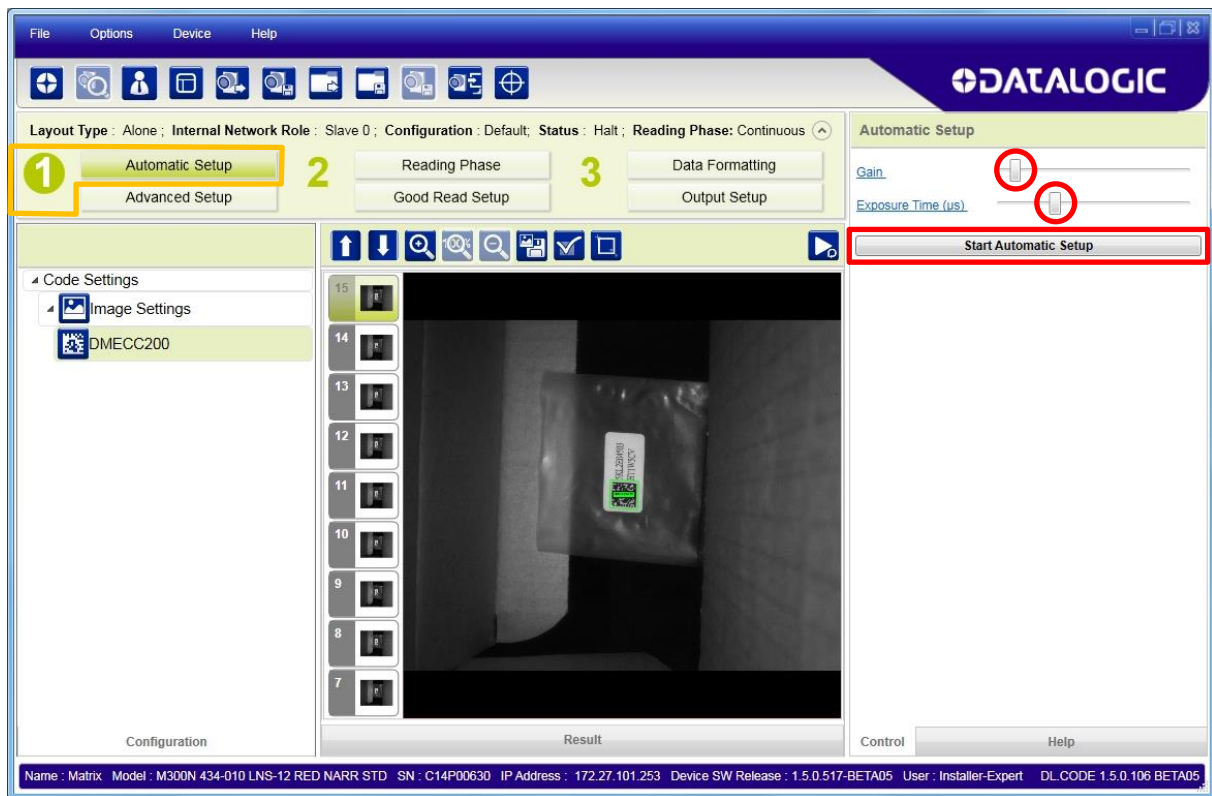 File Options Device Help
DATALOGIC
Layout Type : Alone ; Internal Network Role : Slave 0 ; Configuration : Default; Status : Halt ; Reading Phase: Continuous
1 Automatic Setup
Advanced Setup
2 Reading Phase
Good Read Setup
3 Data Formatting
Output Setup
Automatic Setup
Gain
Exposure Time (µs)
Start Automatic Setup
Code Settings
Image Settings
DMECC200
100%
15
14
13
12
11
10
9
8
7
Configuration
Result
Control Help
Name : Matrix Model : M300N 434-010 LNS-12 RED NARR STD SN : C14P00630 IP Address : 172.27.101.253 Device SW Release : 1.5.0.517-BETA05 User : Installer-Expert DL.CODE 1.5.0.106 BETA05